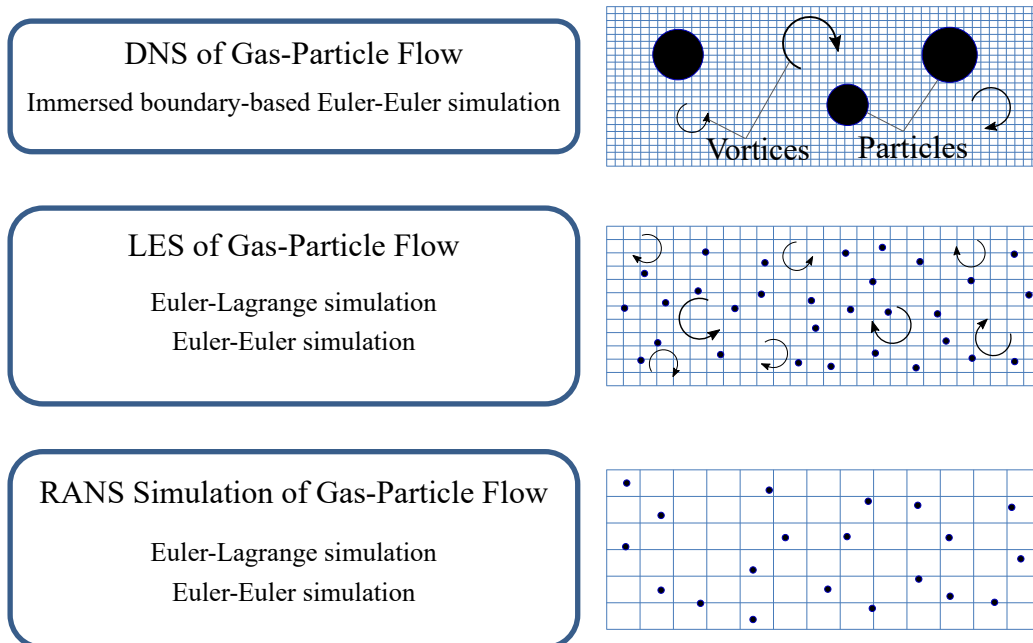 DNS of Gas-Particle Flow
Immersed boundary-based Euler-Euler simulation
Vortices
Particles
LES of Gas-Particle Flow
Euler-Lagrange simulation
Euler-Euler simulation
RANS Simulation of Gas-Particle Flow
Euler-Lagrange simulation
Euler-Euler simulation